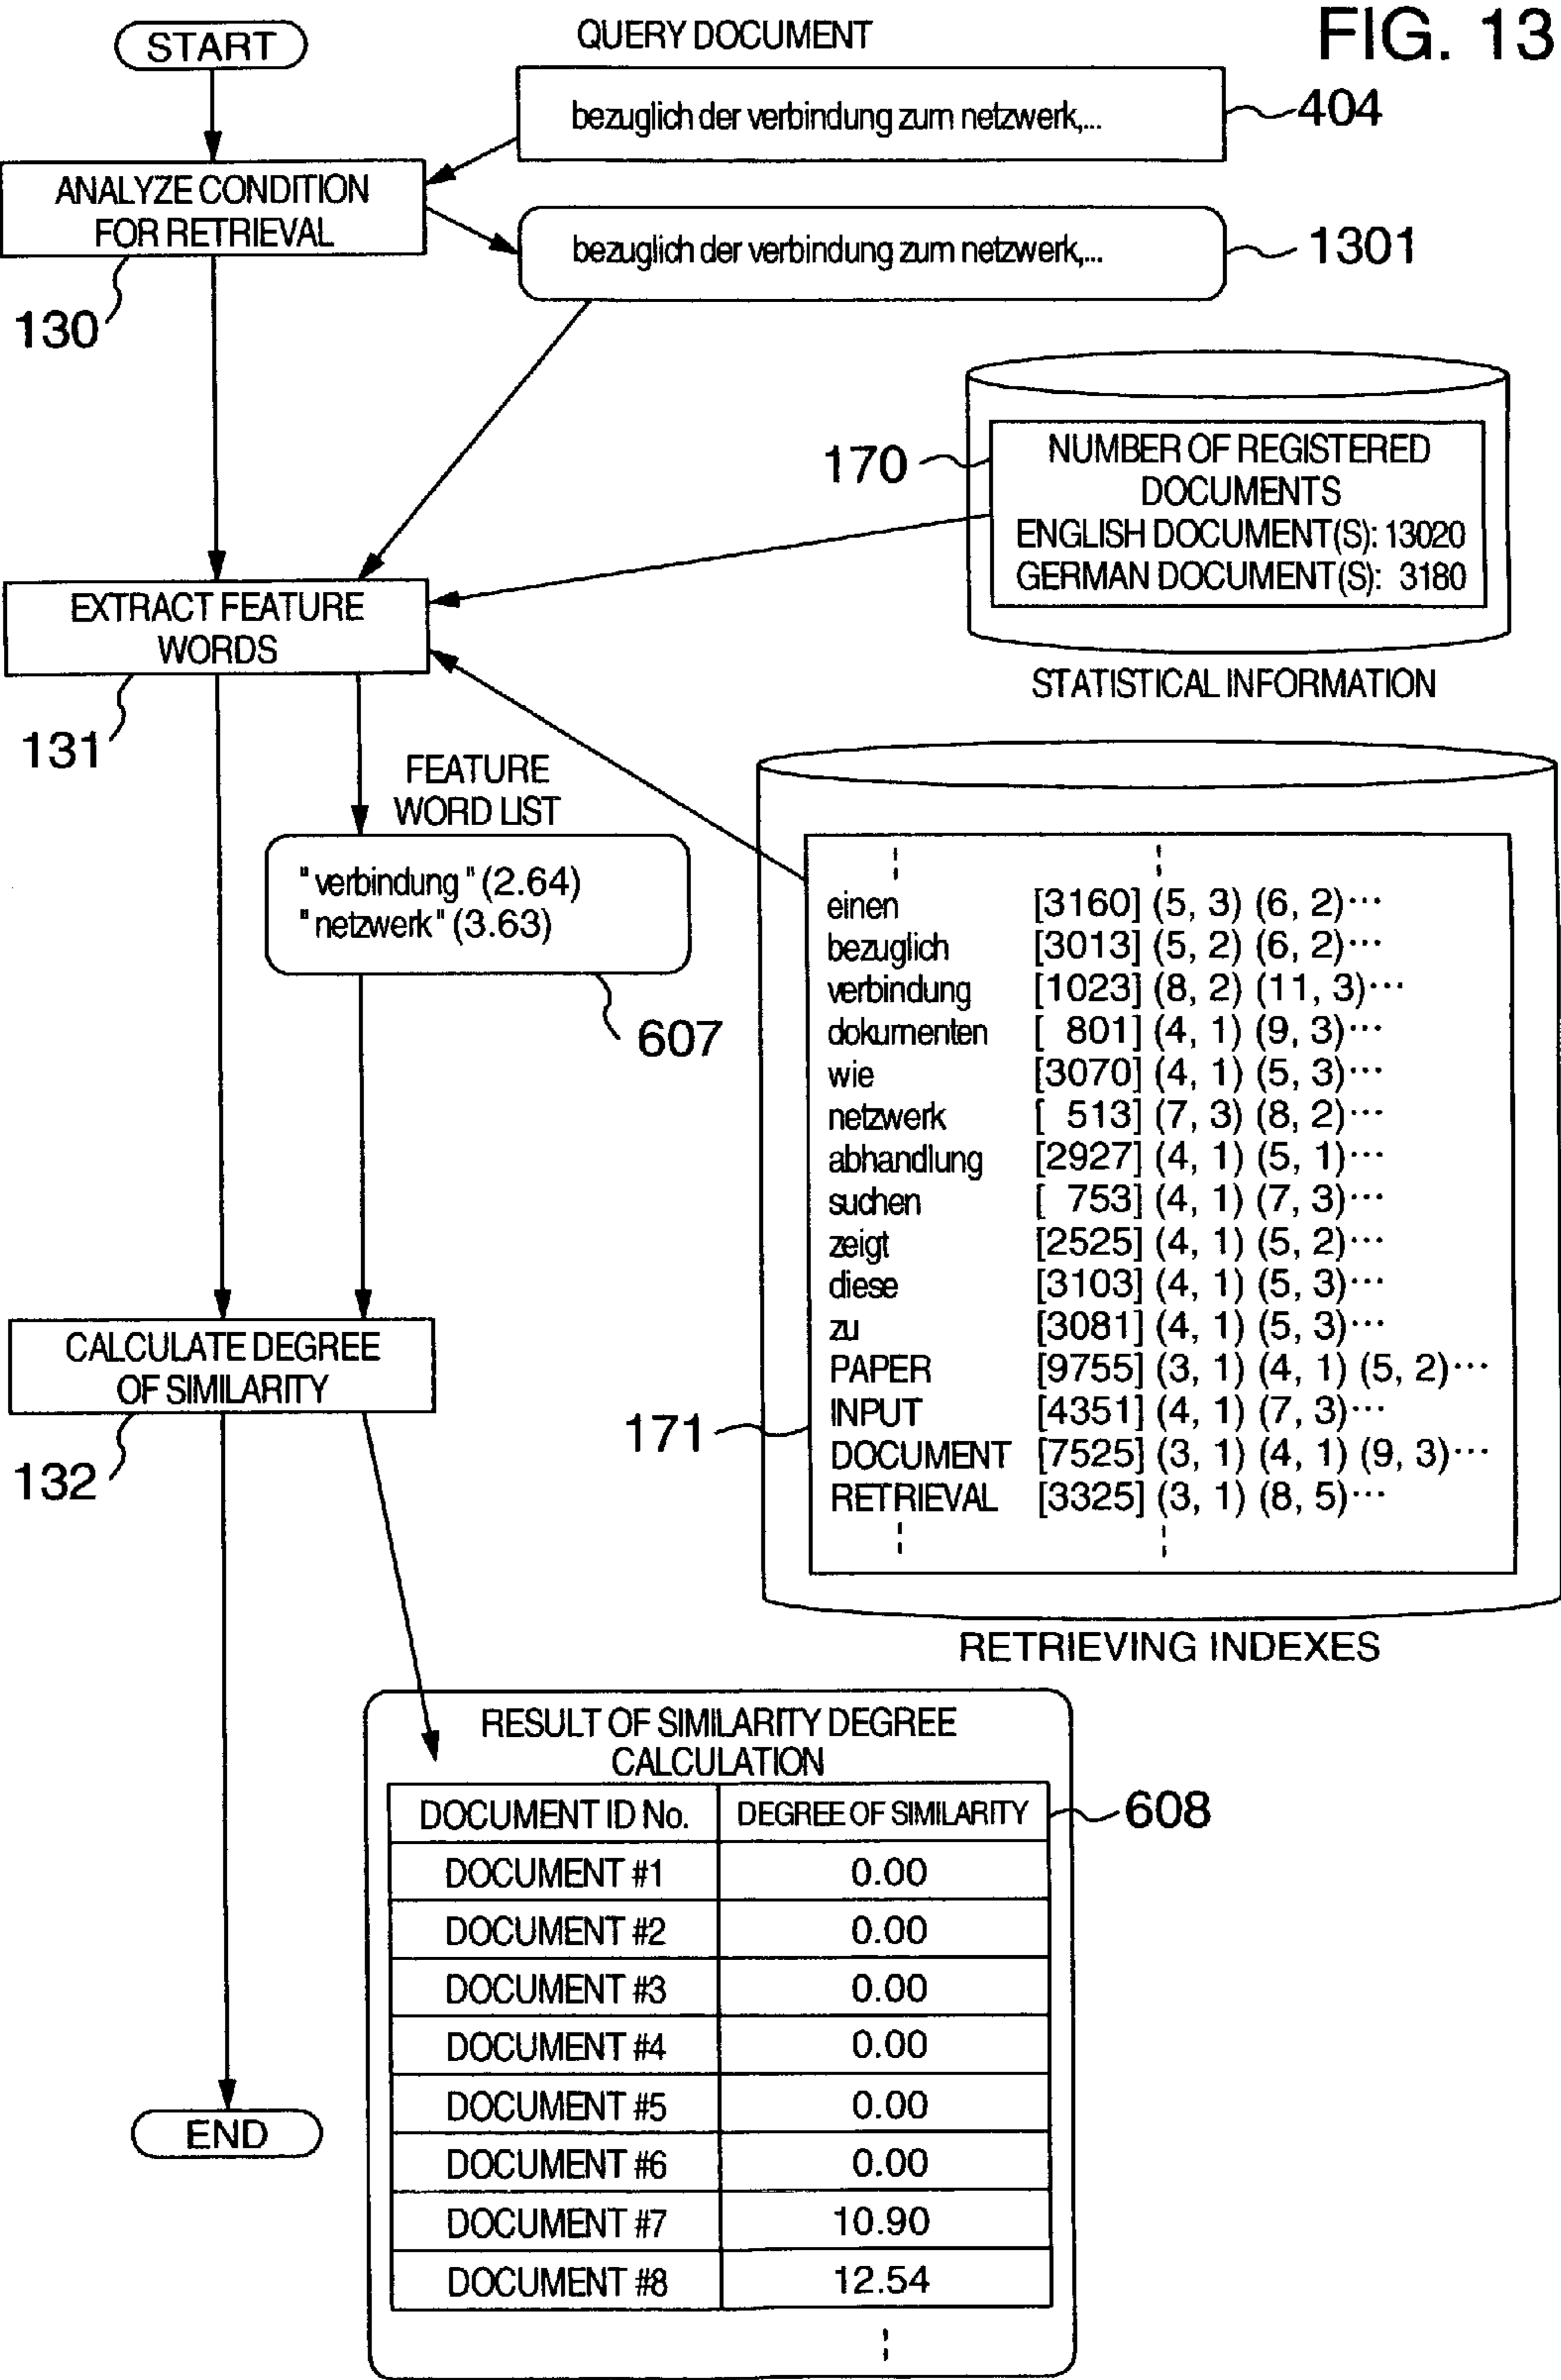 FIG. 13
START
QUERY DOCUMENT
bezuglich der verbindung zum netzwerk,...
404
ANALYZE CONDITION
FOR RETRIEVAL
130
bezuglich der verbindung zum netzwerk,...
1301
170
NUMBER OF REGISTERED
DOCUMENTS
ENGLISH DOCUMENT(S): 13020
GERMAN DOCUMENT(S): 3180
STATISTICAL INFORMATION
EXTRACT FEATURE
WORDS
131
FEATURE
WORD LIST
"verbindung" (2.64)
"netzwerk" (3.63)
607
einen [3160] (5, 3) (6, 2)···
bezuglich [3013] (5, 2) (6, 2)···
verbindung [1023] (8, 2) (11, 3)···
dokumenten [ 801] (4, 1) (9, 3)···
wie [3070] (4, 1) (5, 3)···
netzwerk [ 513] (7, 3) (8, 2)···
abhandlung [2927] (4, 1) (5, 1)···
suchen [ 753] (4, 1) (7, 3)···
zeigt [2525] (4, 1) (5, 2)···
diese [3103] (4, 1) (5, 3)···
zu [3081] (4, 1) (5, 3)···
PAPER [9755] (3, 1) (4, 1) (5, 2)···
INPUT [4351] (4, 1) (7, 3)···
DOCUMENT [7525] (3, 1) (4, 1) (9, 3)···
RETRIEVAL [3325] (3, 1) (8, 5)···
171
RETRIEVING INDEXES
CALCULATE DEGREE
OF SIMILARITY
132
RESULT OF SIMILARITY DEGREE
CALCULATION
DOCUMENT ID No. DEGREE OF SIMILARITY
608
DOCUMENT #1 0.00
DOCUMENT #2 0.00
DOCUMENT #3 0.00
DOCUMENT #4 0.00
DOCUMENT #5 0.00
DOCUMENT #6 0.00
DOCUMENT #7 10.90
DOCUMENT #8 12.54
END